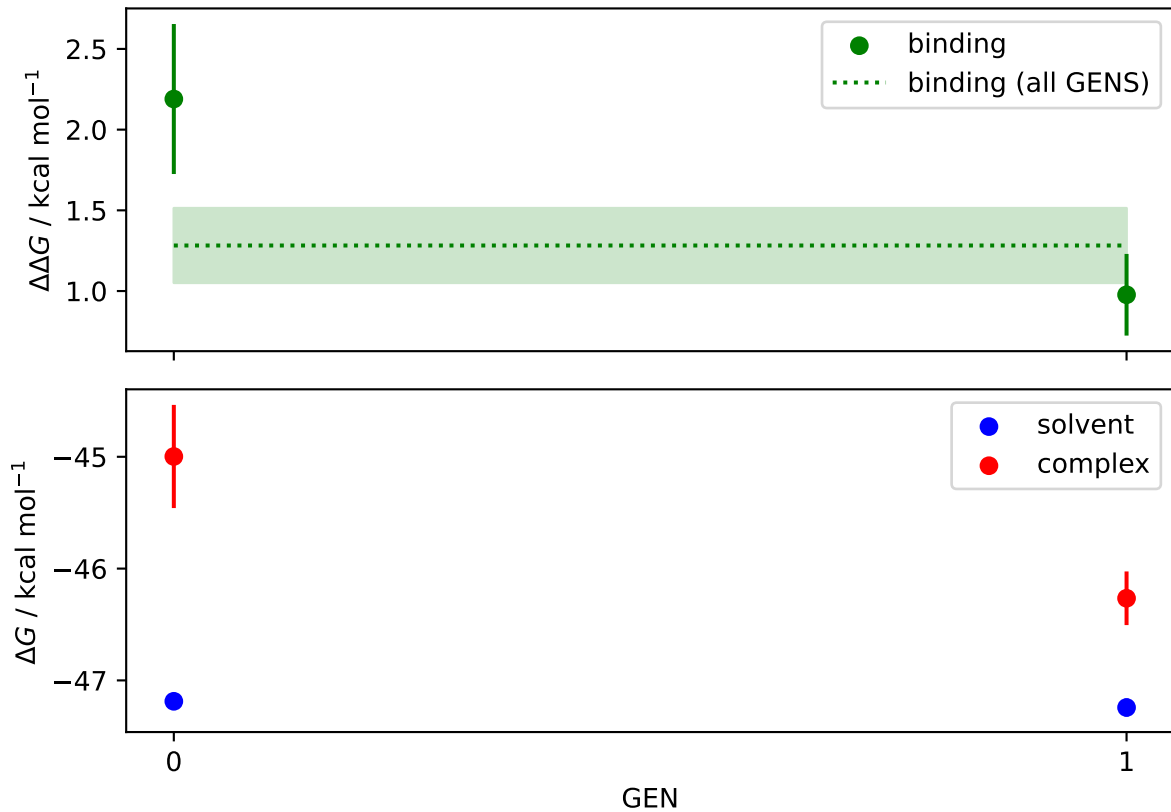 2.5
2.0
1.5
1.0
ΔΔG / kcal mol⁻¹
binding
binding (all GENS)
−45
−46
−47
ΔG / kcal mol⁻¹
solvent
complex
0
1
GEN